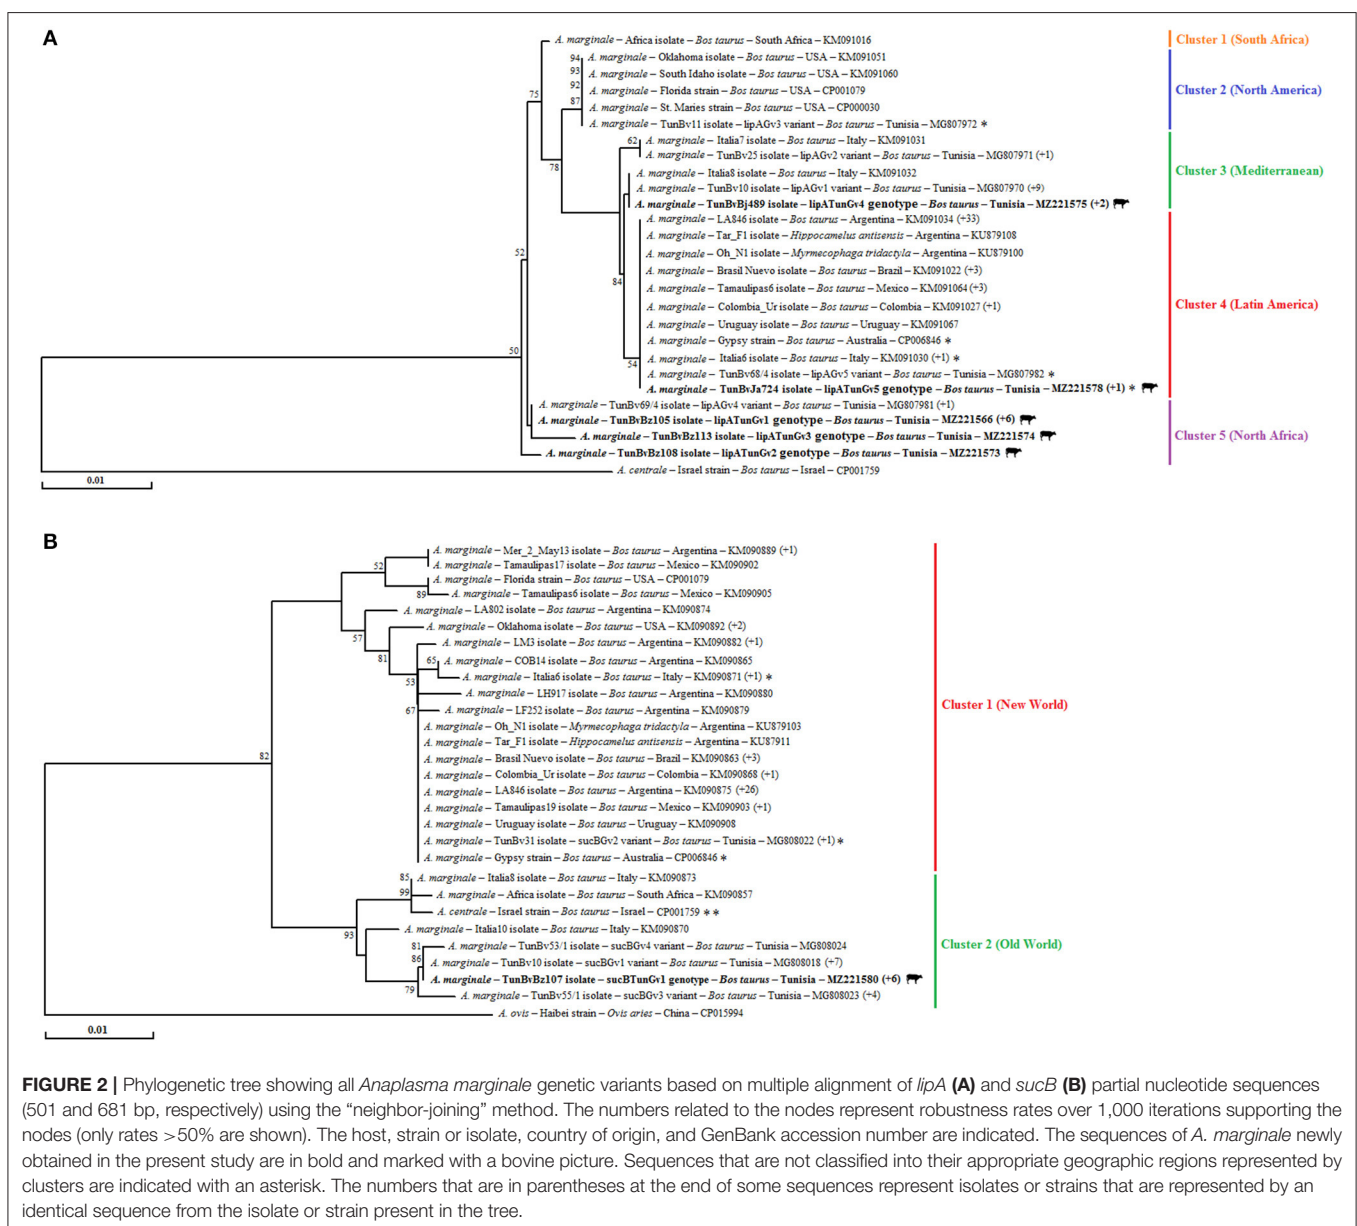 A
A. marginale – Africa isolate – Bos taurus – South Africa – KM091016
Cluster 1 (South Africa)
94
A. marginale – Oklahoma isolate – Bos taurus – USA – KM091051
93
A. marginale – South Idaho isolate – Bos taurus – USA – KM091060
92
A. marginale – Florida strain – Bos taurus – USA – CP001079
Cluster 2 (North America)
75
87
A. marginale – St. Maries strain – Bos taurus – USA – CP000030
A. marginale – TunBv11 isolate – lipAGv3 variant – Bos taurus – Tunisia – MG807972 *
62
A. marginale – Italia7 isolate – Bos taurus – Italy – KM091031
A. marginale – TunBv25 isolate – lipAGv2 variant – Bos taurus – Tunisia – MG807971 (+1)
78
A. marginale – Italia8 isolate – Bos taurus – Italy – KM091032
Cluster 3 (Mediterranean)
A. marginale – TunBv10 isolate – lipAGv1 variant – Bos taurus – Tunisia – MG807970 (+9)
A. marginale – TunBvBj489 isolate – lipATunGv4 genotype – Bos taurus – Tunisia – MZ221575 (+2)
A. marginale – LA846 isolate – Bos taurus – Argentina – KM091034 (+33)
A. marginale – Tar_F1 isolate – Hippocamelus antisensis – Argentina – KU879108
52
A. marginale – Oh_N1 isolate – Myrmecophaga tridactyla – Argentina – KU879100
A. marginale – Brasil Nuevo isolate – Bos taurus – Brazil – KM091022 (+3)
84
A. marginale – Tamaulipas6 isolate – Bos taurus – Mexico – KM091064 (+3)
A. marginale – Colombia_Ur isolate – Bos taurus – Colombia – KM091027 (+1)
Cluster 4 (Latin America)
A. marginale – Uruguay isolate – Bos taurus – Uruguay – KM091067
A. marginale – Gypsy strain – Bos taurus – Australia – CP006846 *
50
A. marginale – Italia6 isolate – Bos taurus – Italy – KM091030 (+1) *
54
A. marginale – TunBv68/4 isolate – lipAGv5 variant – Bos taurus – Tunisia – MG807982 *
A. marginale – TunBvJa724 isolate – lipATunGv5 genotype – Bos taurus – Tunisia – MZ221578 (+1) *
A. marginale – TunBv69/4 isolate – lipAGv4 variant – Bos taurus – Tunisia – MG807981 (+1)
A. marginale – TunBvBz105 isolate – lipATunGv1 genotype – Bos taurus – Tunisia – MZ221566 (+6)
A. marginale – TunBvBz113 isolate – lipATunGv3 genotype – Bos taurus – Tunisia – MZ221574
Cluster 5 (North Africa)
A. marginale – TunBvBz108 isolate – lipATunGv2 genotype – Bos taurus – Tunisia – MZ221573
A. centrale – Israel strain – Bos taurus – Israel – CP001759
0.01
B
A. marginale – Mer_2_May13 isolate – Bos taurus – Argentina – KM090889 (+1)
52
A. marginale – Tamaulipas17 isolate – Bos taurus – Mexico – KM090902
A. marginale – Florida strain – Bos taurus – USA – CP001079
89
A. marginale – Tamaulipas6 isolate – Bos taurus – Mexico – KM090905
A. marginale – LA802 isolate – Bos taurus – Argentina – KM090874
57
A. marginale – Oklahoma isolate – Bos taurus – USA – KM090892 (+2)
A. marginale – LM3 isolate – Bos taurus – Argentina – KM090882 (+1)
81
65
A. marginale – COB14 isolate – Bos taurus – Argentina – KM090865
53
A. marginale – Italia6 isolate – Bos taurus – Italy – KM090871 (+1) *
A. marginale – LH917 isolate – Bos taurus – Argentina – KM090880
Cluster 1 (New World)
67
A. marginale – LF252 isolate – Bos taurus – Argentina – KM090879
A. marginale – Oh_N1 isolate – Myrmecophaga tridactyla – Argentina – KU879103
A. marginale – Tar_F1 isolate – Hippocamelus antisensis – Argentina – KU87911
82
A. marginale – Brasil Nuevo isolate – Bos taurus – Brazil – KM090863 (+3)
A. marginale – Colombia_Ur isolate – Bos taurus – Colombia – KM090868 (+1)
A. marginale – LA846 isolate – Bos taurus – Argentina – KM090875 (+26)
A. marginale – Tamaulipas19 isolate – Bos taurus – Mexico – KM090903 (+1)
A. marginale – Uruguay isolate – Bos taurus – Uruguay – KM090908
A. marginale – TunBv31 isolate – sucBGv2 variant – Bos taurus – Tunisia – MG808022 (+1) *
A. marginale – Gypsy strain – Bos taurus – Australia – CP006846 *
85
A. marginale – Italia8 isolate – Bos taurus – Italy – KM090873
99
A. marginale – Africa isolate – Bos taurus – South Africa – KM090857
A. centrale – Israel strain – Bos taurus – Israel – CP001759 * *
93
A. marginale – Italia10 isolate – Bos taurus – Italy – KM090870
81
A. marginale – TunBv53/1 isolate – sucBGv4 variant – Bos taurus – Tunisia – MG808024
Cluster 2 (Old World)
86
A. marginale – TunBv10 isolate – sucBGv1 variant – Bos taurus – Tunisia – MG808018 (+7)
A. marginale – TunBvBz107 isolate – sucBTunGv1 genotype – Bos taurus – Tunisia – MZ221580 (+6)
79
A. marginale – TunBv55/1 isolate – sucBGv3 variant – Bos taurus – Tunisia – MG808023 (+4)
A. ovis – Haibei strain – Ovis aries – China – CP015994
0.01
FIGURE 2 | Phylogenetic tree showing all Anaplasma marginale genetic variants based on multiple alignment of lipA (A) and sucB (B) partial nucleotide sequences
(501 and 681 bp, respectively) using the “neighbor-joining” method. The numbers related to the nodes represent robustness rates over 1,000 iterations supporting the
nodes (only rates >50% are shown). The host, strain or isolate, country of origin, and GenBank accession number are indicated. The sequences of A. marginale newly
obtained in the present study are in bold and marked with a bovine picture. Sequences that are not classified into their appropriate geographic regions represented by
clusters are indicated with an asterisk. The numbers that are in parentheses at the end of some sequences represent isolates or strains that are represented by an
identical sequence from the isolate or strain present in the tree.